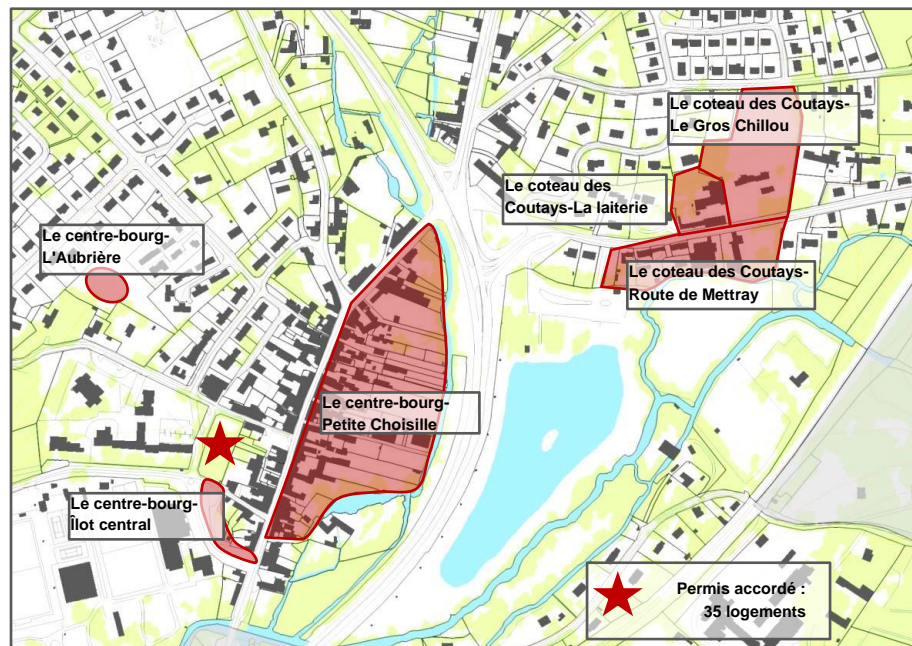 Le coteau des Coutays-
Le Gros Chillou
Le coteau des
Coutays-La laiterie
Le centre-bourg-
L'Aubrière
Le coteau des Coutays-
Route de Mettray
Le centre-bourg-
Petite Choisille
Le centre-bourg-
Îlot central
Permis accordé :
35 logements